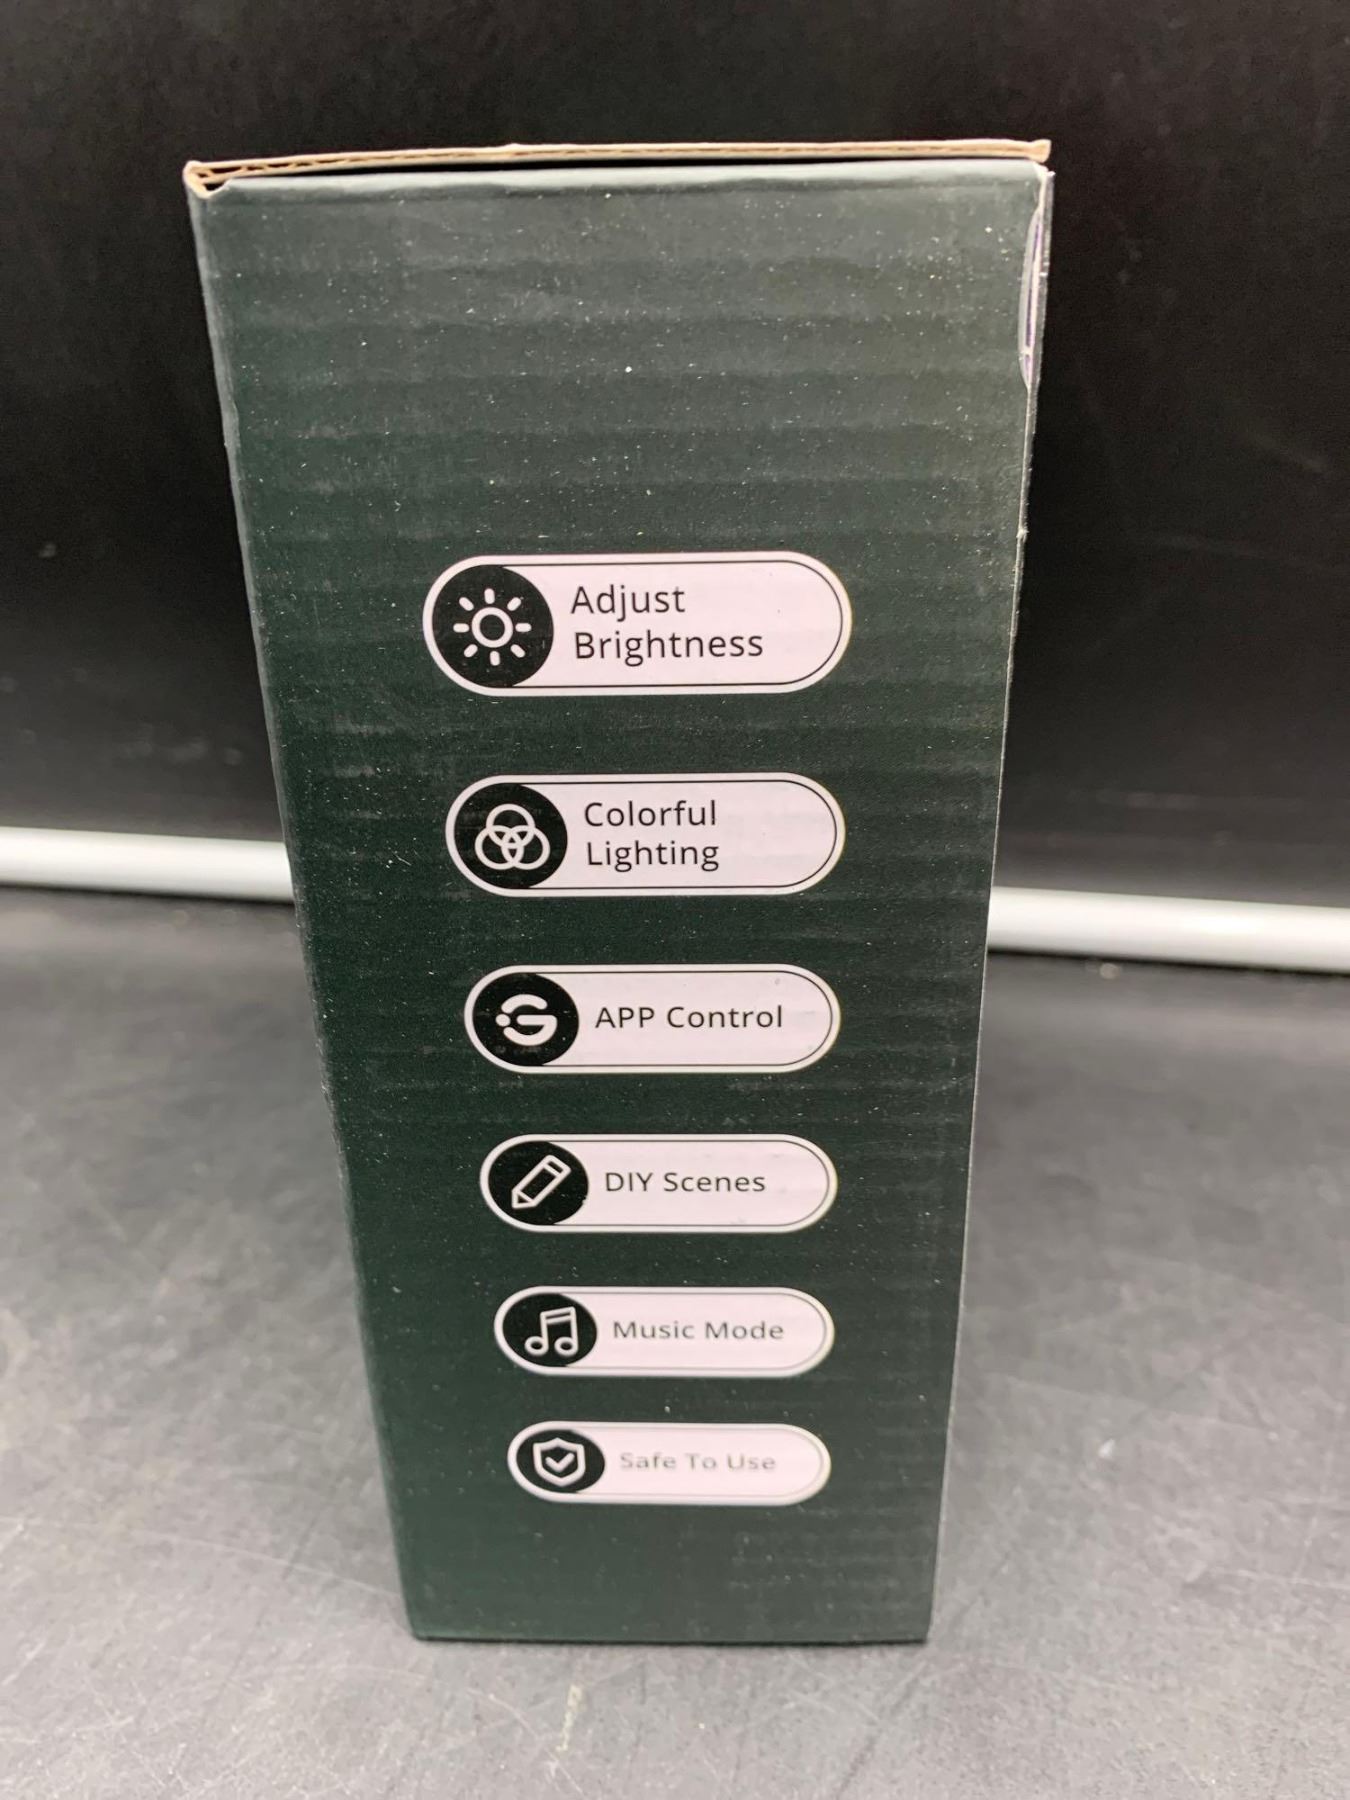 Adjust
Brightness
Colorful
Lighting
APP Control
DIY Scenes
Music Mode
Safe To Use